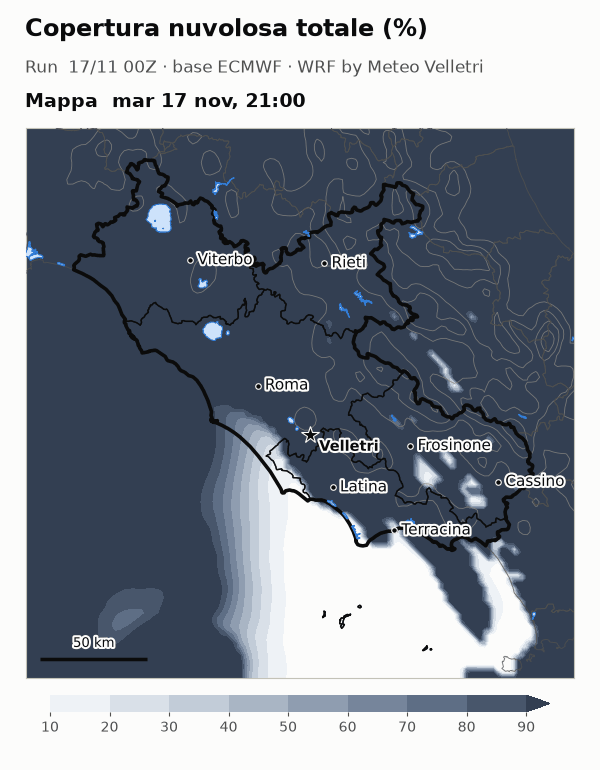 Copertura nuvolosa totale (%)
Run 17/11 00Z · base ECMWF · WRF by Meteo Velletri
Mappa mar 17 nov, 21:00
Viterbo
Rieti
Roma
Velletri
Frosinone
Latina
Cassino
Terracina
50 km
10 20 30 40 50 60 70 80 90